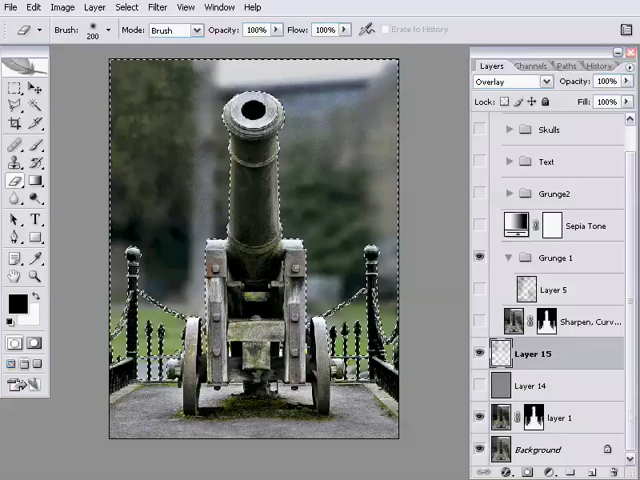 File Edit Image Layer Select Filter View Window Help
Brush: 200 Mode: Brush Opacity: 100% Flow: 100% Erase to History
Layers Channels Paths History
Overlay Opacity: 100%
Lock: Fill: 100%
Skulls
Text
Grunge2
Sepia Tone
Grunge 1
Layer 5
Sharpen, Curv...
Layer 15
Layer 14
layer 1
Background